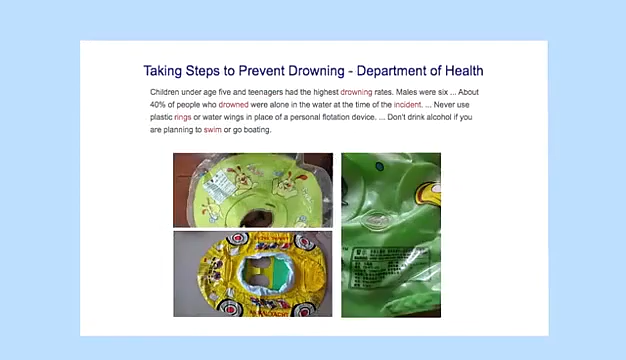 Taking Steps to Prevent Drowning - Department of Health
Children under age five and teenagers had the highest drowning rates. Males were six ... About
40% of people who drowned were alone in the water at the time of the incident. ... Never use
plastic rings or water wings in place of a personal flotation device. ... Don't drink alcohol if you
are planning to swim or go boating.